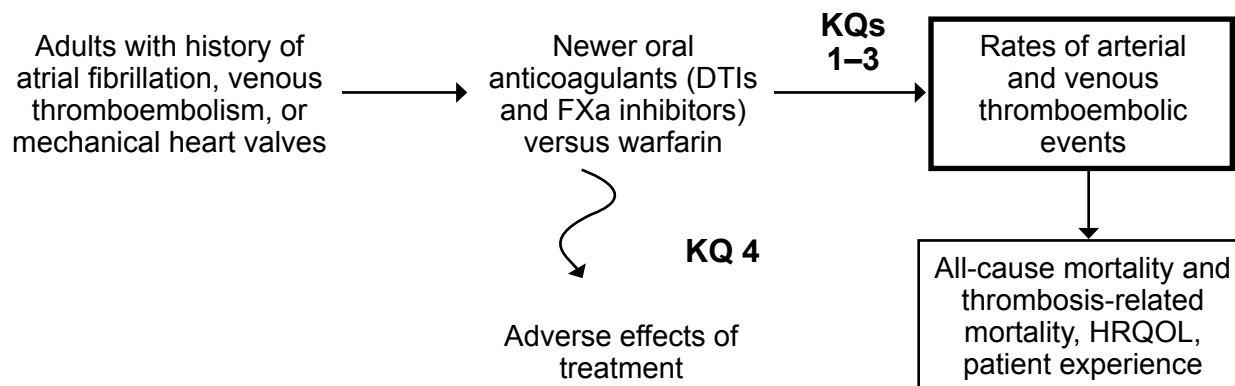 Adults with history of
atrial fibrillation, venous
thromboembolism, or
mechanical heart valves
Newer oral
anticoagulants (DTIs
and FXa inhibitors)
versus warfarin
KQs
1–3
Rates of arterial
and venous
thromboembolic
events
KQ 4
Adverse effects of
treatment
All-cause mortality and
thrombosis-related
mortality, HRQOL,
patient experience